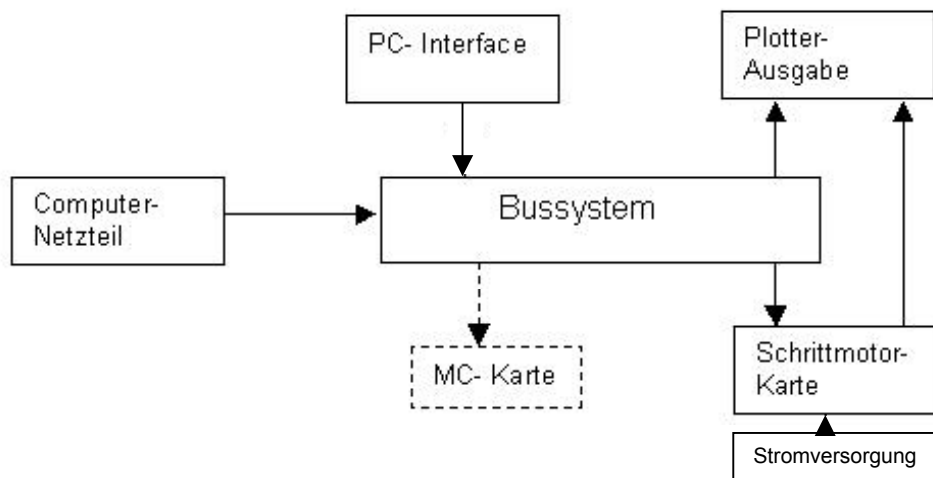 PC- Interface
Plotter-
Ausgabe
Computer-
Netzteil
Bussystem
MC- Karte
Schrittmotor-
Karte
Stromversorgung